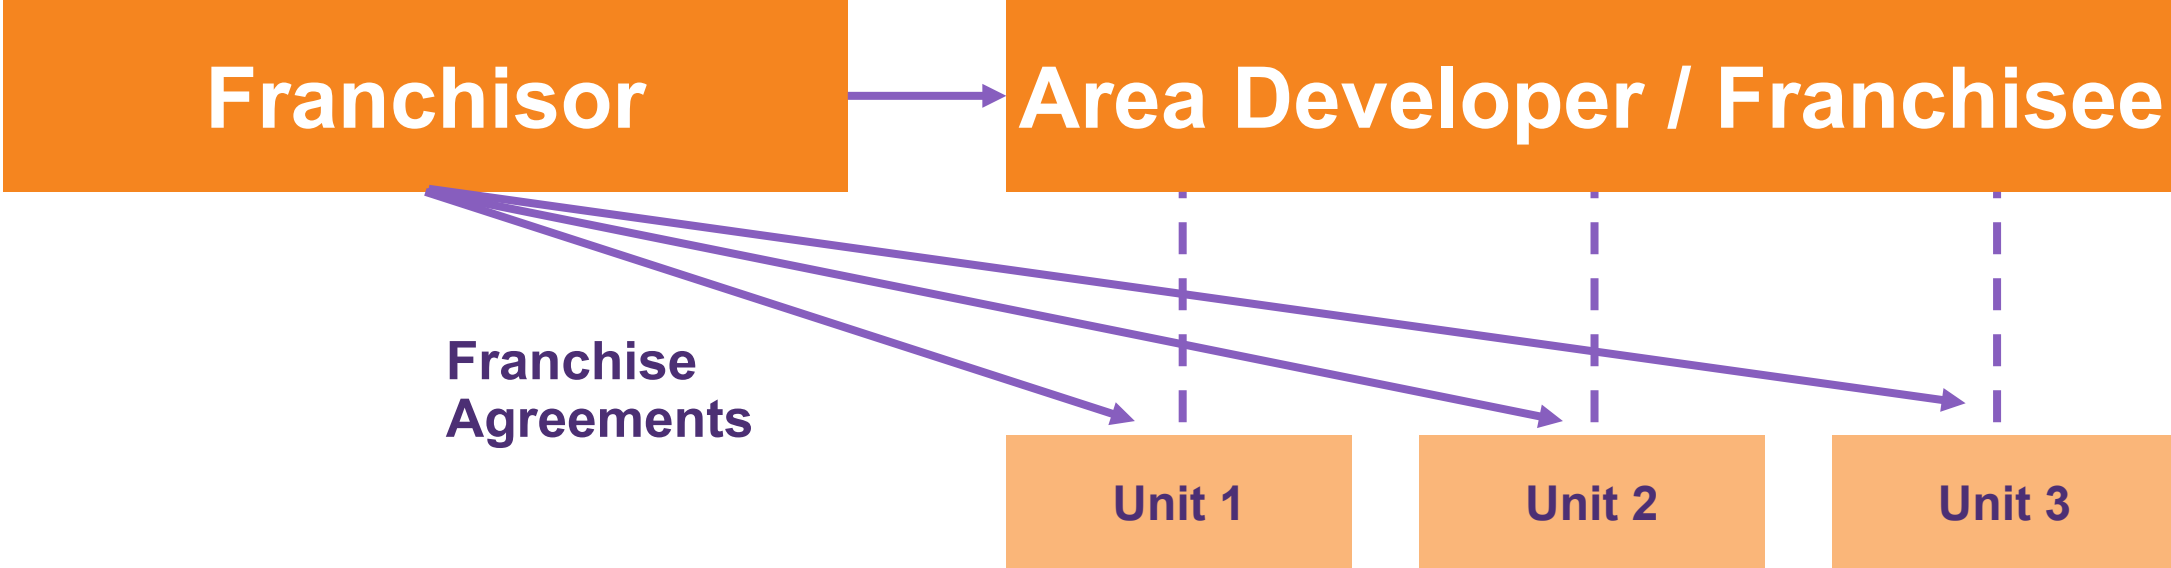 Franchisor
Area Developer / Franchisee
Franchise
Agreements
Unit 1
Unit 2
Unit 3